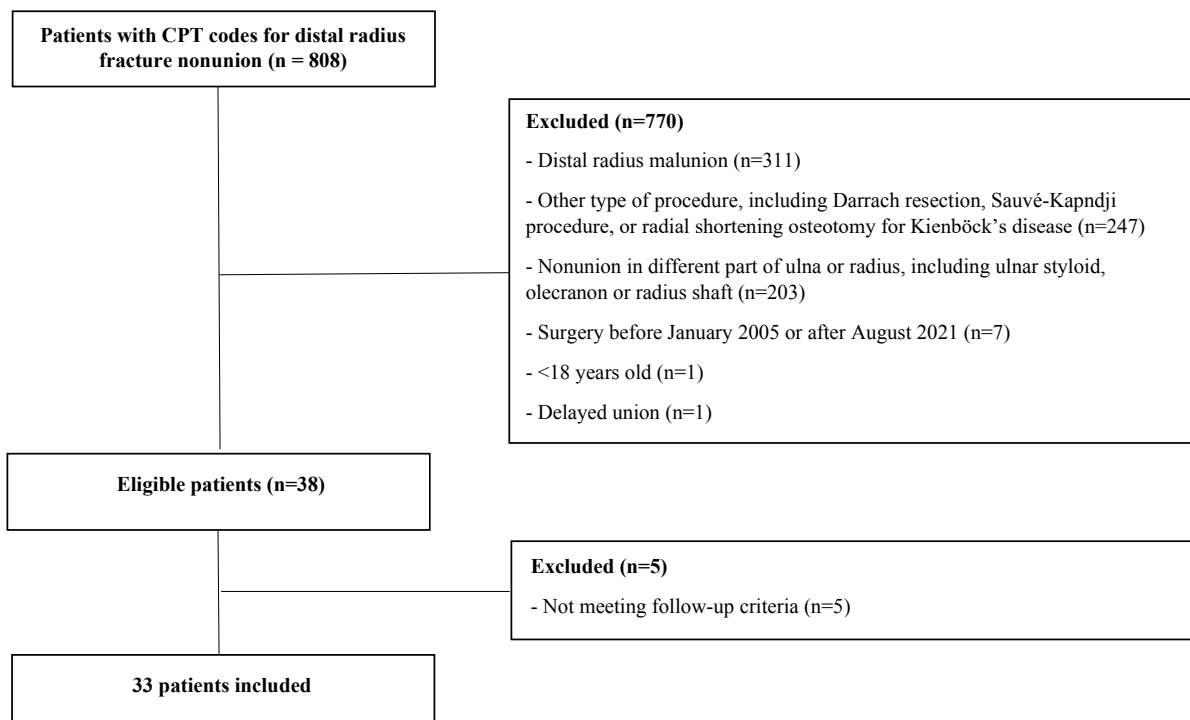 Patients with CPT codes for distal radius
fracture nonunion (n = 808)
Excluded (n=770)
- Distal radius malunion (n=311)
- Other type of procedure, including Darrach resection, Sauvé-Kapndji
procedure, or radial shortening osteotomy for Kienböck’s disease (n=247)
- Nonunion in different part of ulna or radius, including ulnar styloid,
olecranon or radius shaft (n=203)
- Surgery before January 2005 or after August 2021 (n=7)
- <18 years old (n=1)
- Delayed union (n=1)
Eligible patients (n=38)
Excluded (n=5)
- Not meeting follow-up criteria (n=5)
33 patients included